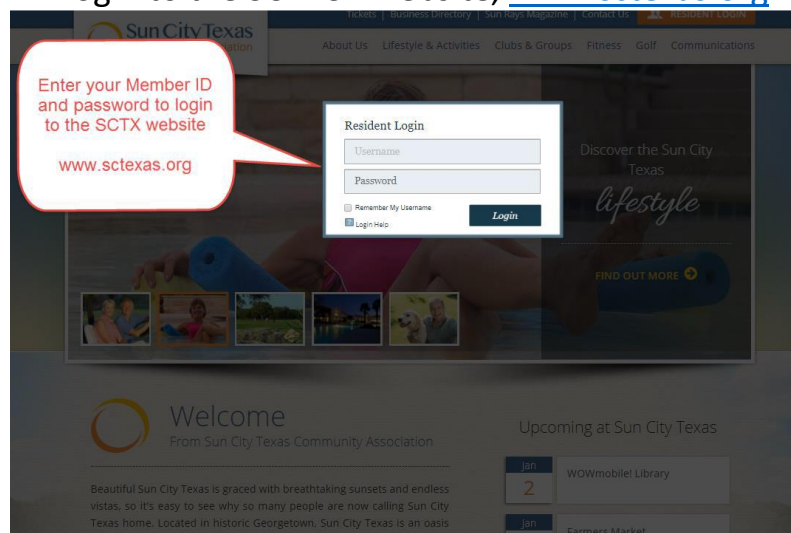 Tickets | Business Directory | Sun Rays Magazine | Contact Us RESIDENT LOGIN
Sun City Texas
About Us Lifestyle & Activities Clubs & Groups Fitness Golf Communications
Enter your Member ID
and password to login
to the SCTX website
www.sctexas.org
Resident Login
Username
Password
Remember My Username
? Login Help
Login
Discover the Sun City
Texas
lifestyle
FIND OUT MORE
Welcome
From Sun City Texas Community Association
Beautiful Sun City Texas is graced with breathtaking sunsets and endless
vistas, so it's easy to see why so many people are now calling Sun City
Texas home. Located in historic Georgetown, Sun City Texas is an oasis
Upcoming at Sun City Texas
Jan
2
WOWmobile! Library
Jan
Farmers Market